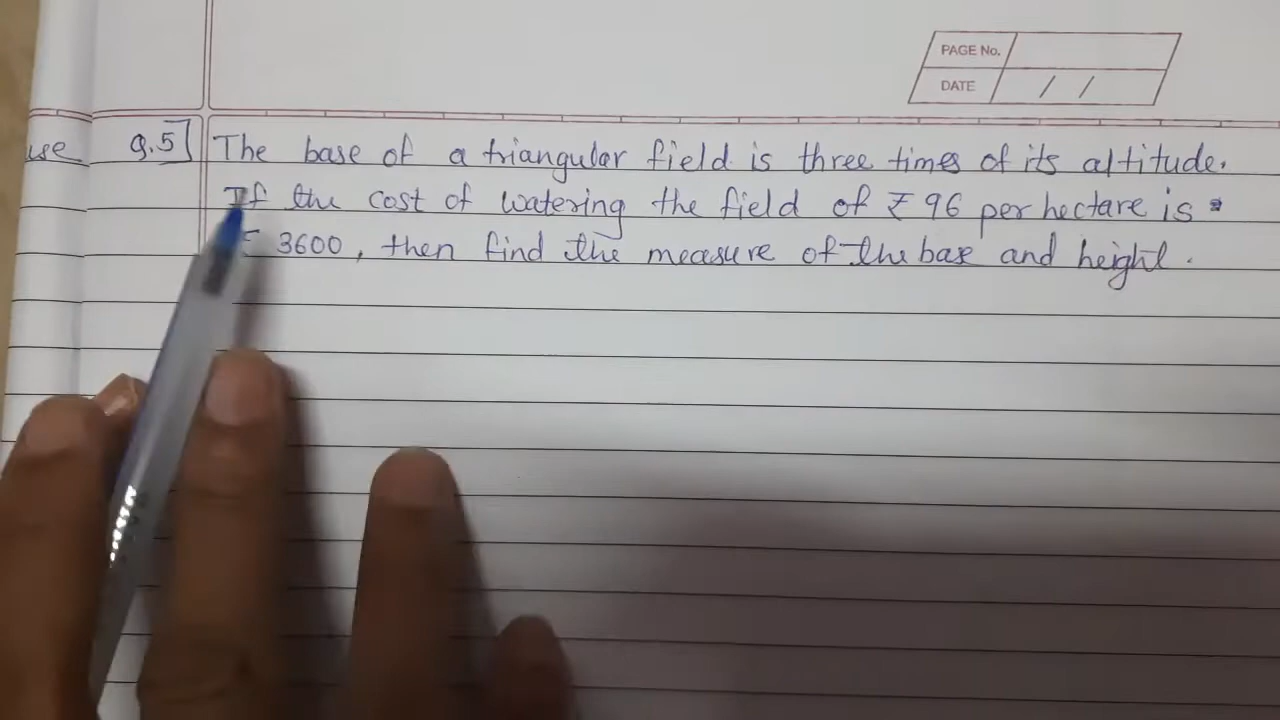 PAGE No.
DATE / /
use Q.5] The base of a triangular field is three times of its altitude.
If the cost of watering the field of ₹ 96 per hectare is
₹ 3600, then find the measure of the base and height.